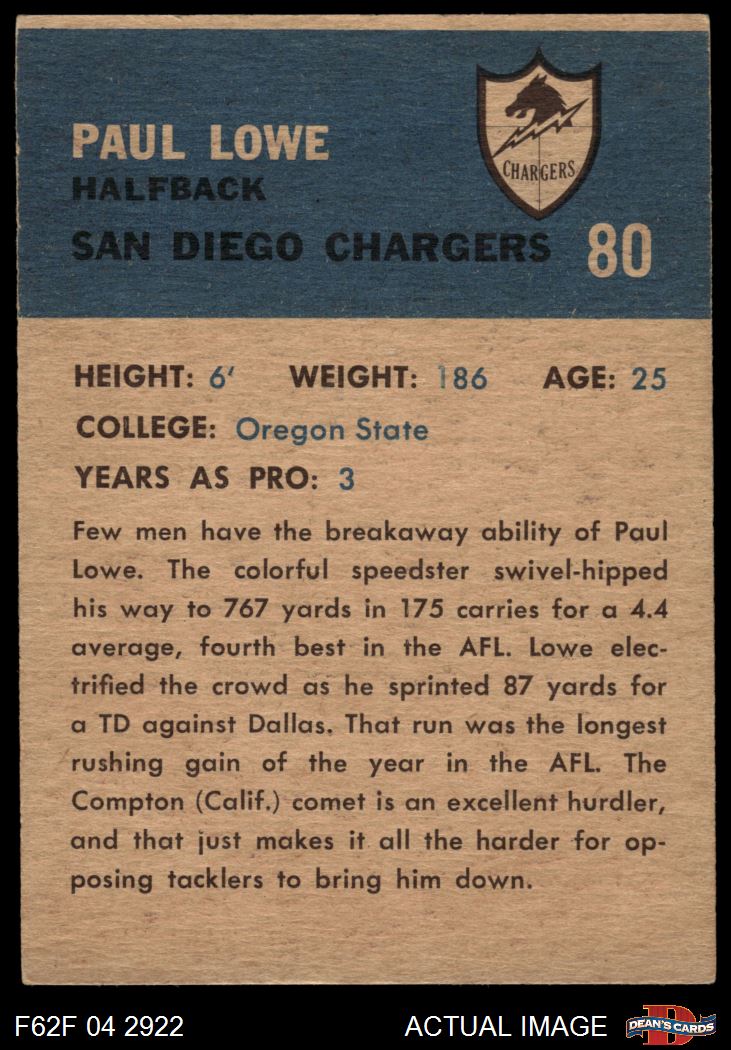 PAUL LOWE
HALFBACK
SAN DIEGO CHARGERS
80
CHARGERS
HEIGHT: 6' WEIGHT: 186 AGE: 25
COLLEGE: Oregon State
YEARS AS PRO: 3
Few men have the breakaway ability of Paul
Lowe. The colorful speedster swivel-hipped
his way to 767 yards in 175 carries for a 4.4
average, fourth best in the AFL. Lowe elec-
trified the crowd as he sprinted 87 yards for
a TD against Dallas. That run was the longest
rushing gain of the year in the AFL. The
Compton (Calif.) comet is an excellent hurdler,
and that just makes it all the harder for op-
posing tacklers to bring him down.
F62F 04 2922
ACTUAL IMAGE
D
DEAN'S CARDS